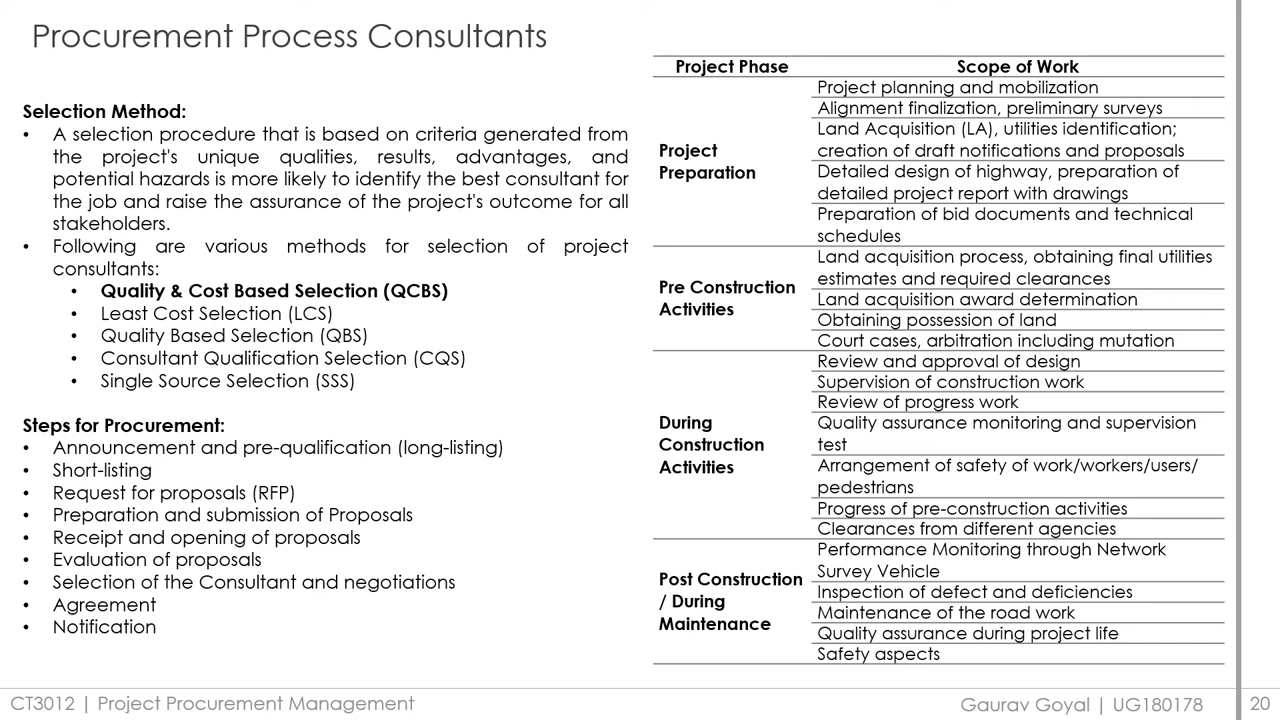 Procurement Process Consultants
Selection Method:
• A selection procedure that is based on criteria generated from
the project's unique qualities, results, advantages, and
potential hazards is more likely to identify the best consultant for
the job and raise the assurance of the project's outcome for all
stakeholders.
• Following are various methods for selection of project
consultants:
• Quality & Cost Based Selection (QCBS)
• Least Cost Selection (LCS)
• Quality Based Selection (QBS)
• Consultant Qualification Selection (CQS)
• Single Source Selection (SSS)
Steps for Procurement:
• Announcement and pre-qualification (long-listing)
• Short-listing
• Request for proposals (RFP)
• Preparation and submission of Proposals
• Receipt and opening of proposals
• Evaluation of proposals
• Selection of the Consultant and negotiations
• Agreement
• Notification
Project Phase Scope of Work
Project
Preparation
Project planning and mobilization
Alignment finalization, preliminary surveys
Land Acquisition (LA), utilities identification;
creation of draft notifications and proposals
Detailed design of highway, preparation of
detailed project report with drawings
Preparation of bid documents and technical
schedules
Pre Construction
Activities
Land acquisition process, obtaining final utilities
estimates and required clearances
Land acquisition award determination
Obtaining possession of land
Court cases, arbitration including mutation
During
Construction
Activities
Review and approval of design
Supervision of construction work
Review of progress work
Quality assurance monitoring and supervision
test
Arrangement of safety of work/workers/users/
pedestrians
Progress of pre-construction activities
Clearances from different agencies
Post Construction
/ During
Maintenance
Performance Monitoring through Network
Survey Vehicle
Inspection of defect and deficiencies
Maintenance of the road work
Quality assurance during project life
Safety aspects
CT3012 | Project Procurement Management
Gaurav Goyal | UG180178
20